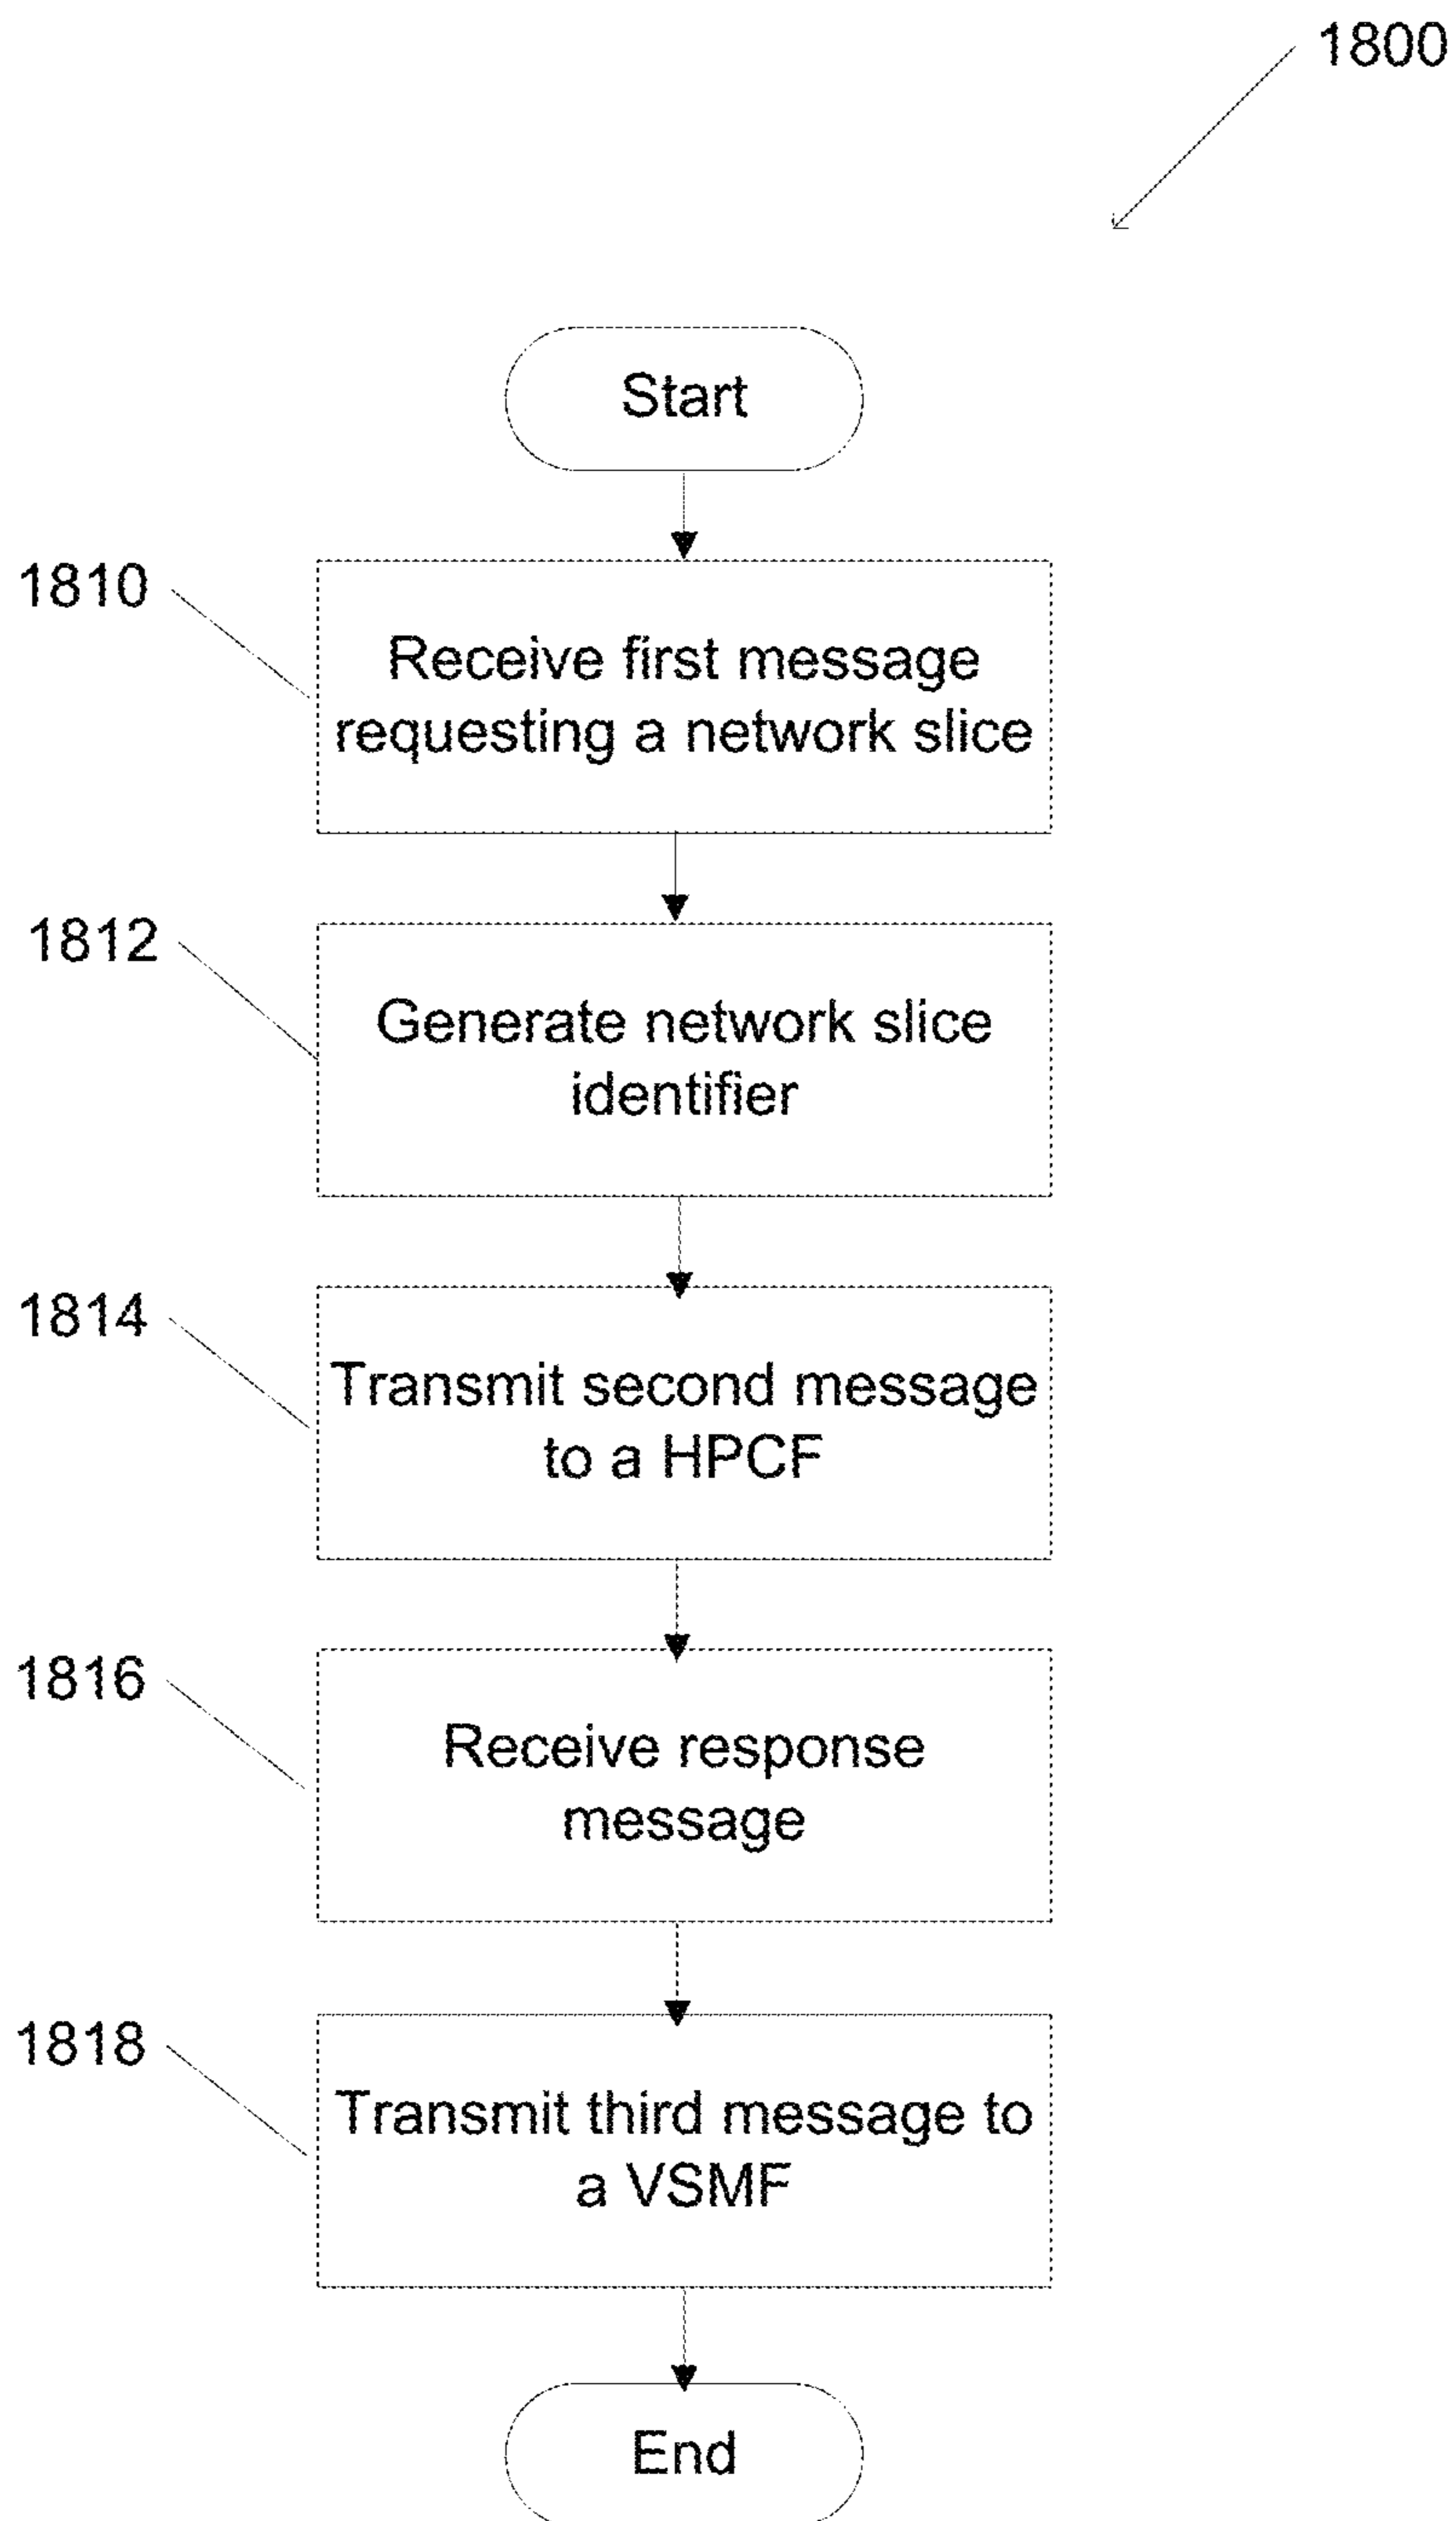 1800
Start
1810
Receive first message
requesting a network slice
1812
Generate network slice
identifier
1814
Transmit second message
to a HPCF
1816
Receive response
message
1818
Transmit third message to
a VSMF
End